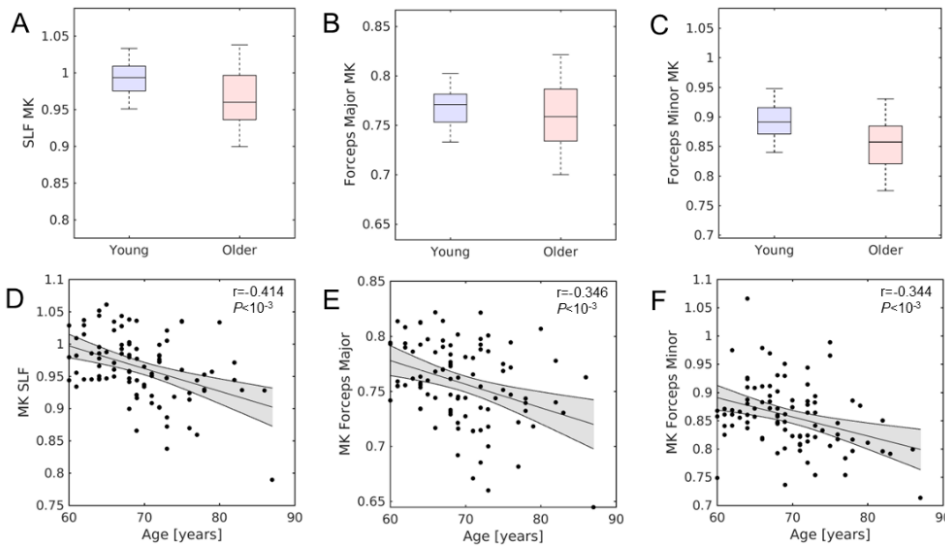 A
SLF MK
1.05
1
0.95
0.9
0.85
0.8
Young
Older
B
Forceps Major MK
0.85
0.8
0.75
0.7
0.65
Young
Older
C
Forceps Minor MK
1.05
1
0.95
0.9
0.85
0.8
0.75
0.7
Young
Older
D
MK SLF
1.1
1.05
1
0.95
0.9
0.85
0.8
0.75
60
70
80
90
Age [years]
r=-0.414
P<10⁻³
E
MK Forceps Major
0.85
0.8
0.75
0.7
0.65
60
70
80
90
Age [years]
r=-0.346
P<10⁻³
F
MK Forceps Minor
1.1
1.05
1
0.95
0.9
0.85
0.8
0.75
0.7
60
70
80
90
Age [years]
r=-0.344
P<10⁻³